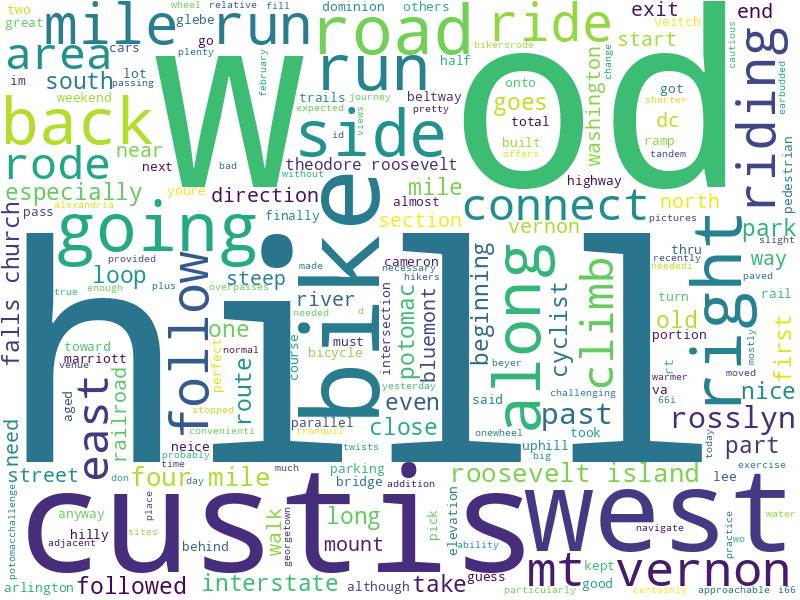 two
great
wheel relative fill
glebe
dominion others
exit
veitch
end
mile run road ride
im
cars
go
plenty
bikersrode
half
start
cautious
area
south
lot
passing
february
w od
trails journey
onto
change
shorter
got
earbudded
weekend
expected
views
beltway
pretty
goes
total
washington
dc
riding
back
run
side
built
offers
ramp
tandem
rode
near
next
bad
id
without
theodore roosevelt
highway
pedestrian
especially
youre
direction
almost
mile
connect
north
alexandria
pass
finally
section
vernon
pictures
slight
park
falls church
going
bike
made
cameron
necessary
hikers
along
thru
recently
neededi
paved
way
provided
enough
loop
steep
overpasses
river
potomac
beginning
cyclist
climb
turn
rail
true
plus
needed
d
intersection
bluemont
old
portion
right
first
toward
marriott
follow
one
perfect
normal
course
must
bicycle
beyer
rt
warmer
moved
mostly
venue
route
yesterday
va
66i
nice
hill
east
railroad
aged
stopped
convenienti
tranquil
parallel
even
said
challenging
past
rosslyn
need
street
don
probably
time
neice
close
twists
onewheel
uphill
took
big
today
part
four mile
day
much
parking
roosevelt island
lee
exercise
custis west
potomacchallenge
anyway
hilly
place
sites
behind
georgetown
walk
bridge
addition
long
mount
pick
elevation
ability
navigate
practice
wo
water
adjacent
mt vernon
arlington
followed
interstate
although
take
guess
kept
good
particularly
certainly
approachable i66